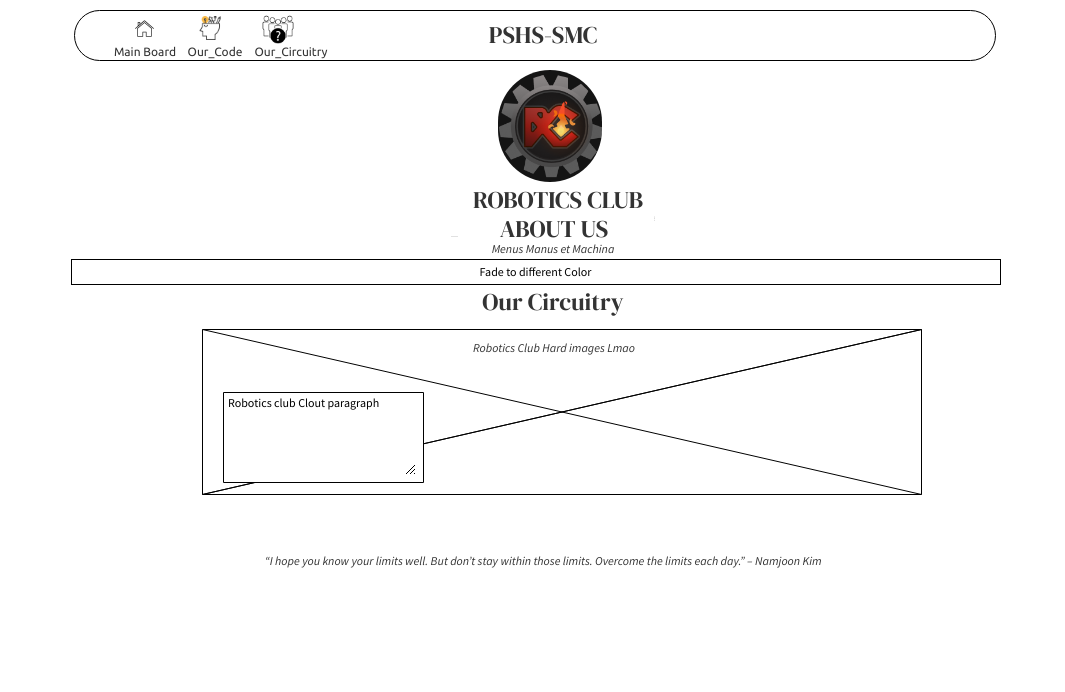 PSHS-SMC
Main Board Our_Code Our_Circuitry
RC
ROBOTICS CLUB
ABOUT US
Menus Manus et Machina
Fade to different Color
Our Circuitry
Robotics Club Hard images Lmao
Robotics club Clout paragraph
“I hope you know your limits well. But don’t stay within those limits. Overcome the limits each day.” – Namjoon Kim